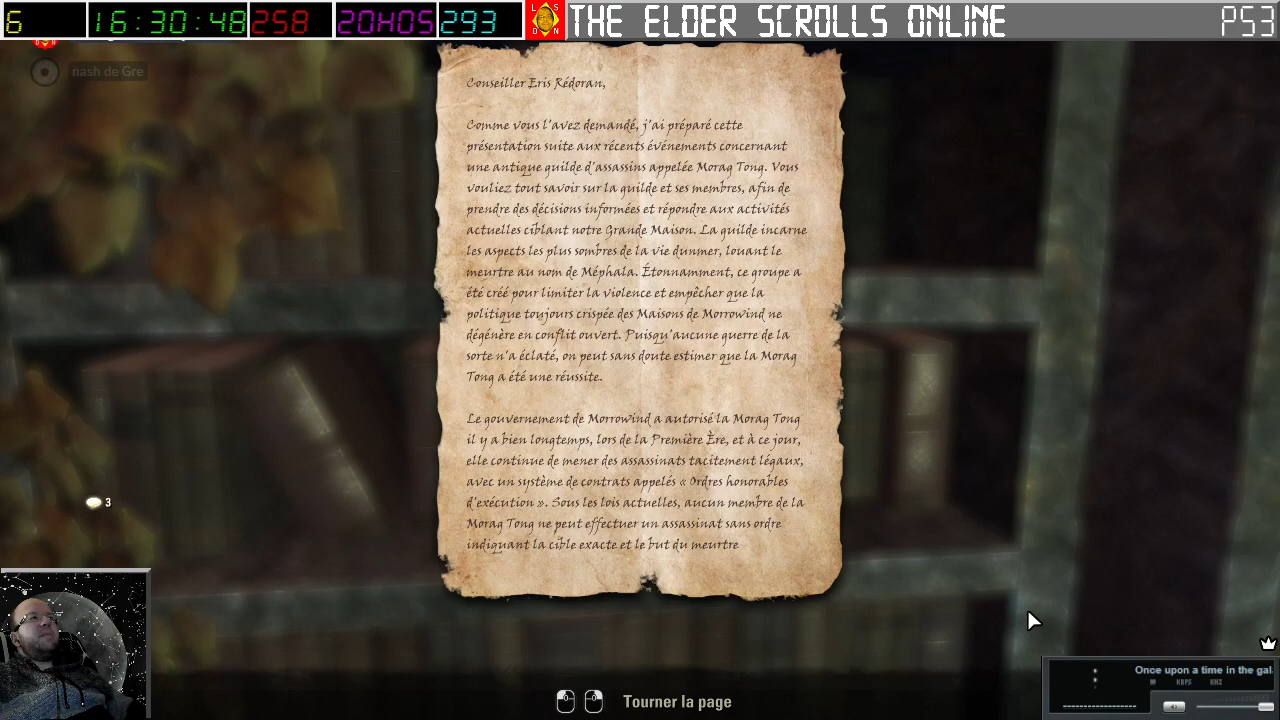 6
16:30:48
258
20H05
293
S
D N
THE ELDER SCROLLS ONLINE
PS3
D N
nash de Gre
Conseiller Eris Rédoran,
Comme vous l'avez demandé, j'ai préparé cette
présentation suite aux récents événements concernant
une antique guilde d'assassins appelée Morag Tong. Vous
vouliez tout savoir sur la guilde et ses membres, afin de
prendre des décisions informées et répondre aux activités
actuelles ciblant notre Grande Maison. La guilde incarne
les aspects les plus sombres de la vie dunmer, louant le
meurtre au nom de Méphala. Étonnamment, ce groupe a
été créé pour limiter la violence et empêcher que la
politique toujours crispée des Maisons de Morrowind ne
dégénère en conflit ouvert. Puisqu'aucune guerre de la
sorte n'a éclaté, on peut sans doute estimer que la Morag
Tong a été une réussite.
Le gouvernement de Morrowind a autorisé la Morag Tong
il y a bien longtemps, lors de la Première Ère, et à ce jour,
elle continue de mener des assassinats tacitement légaux,
avec un système de contrats appelés « Ordres honorables
d'exécution ». Sous les lois actuelles, aucun membre de la
Morag Tong ne peut effectuer un assassinat sans ordre
indiquant la cible exacte et le but du meurtre
3
Tourner la page
Once upon a time in the gal
KBPS KHZ